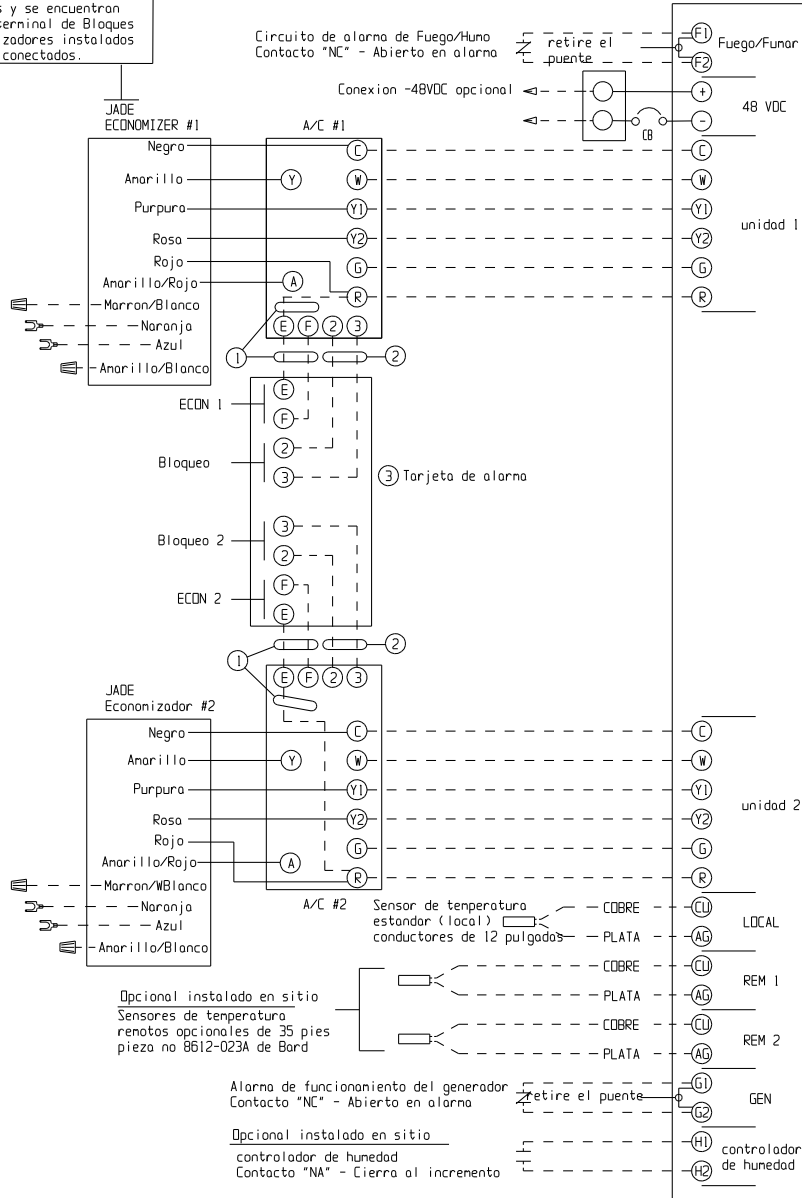 s y se encuentran
terminal de Bloques
zadores instalados
conectados.
Circuito de alarma de Fuego/Humo
Contacto "NC" - Abierto en alarma
retire el
puente
F1
F2
Fuego/Fumar
Conexion -48VDC opcional
+
-
48 VDC
CB
JADE
ECONOMIZER #1
A/C #1
Negro
Amarillo
Purpura
Rosa
Rojo
Amarillo/Rojo
Marron/Blanco
Naranja
Azul
Amarillo/Blanco
Y
A
C
W
Y1
Y2
G
R
E F 2 3
C
W
Y1
Y2
G
R
unidad 1
1
2
ECON 1
E
F
Bloqueo
2
3
3 Tarjeta de alarma
Bloqueo 2
3
2
ECON 2
F
E
1
2
E F 2 3
JADE
Economizador #2
Negro
Amarillo
Purpura
Rosa
Rojo
Amarillo/Rojo
Marron/WBlanco
Naranja
Azul
Amarillo/Blanco
Y
A
C
W
Y1
Y2
G
R
A/C #2
C
W
Y1
Y2
G
R
unidad 2
Sensor de temperatura
estandar (local)
conductores de 12 pulgadas
COBRE
PLATA
CU
AG
LOCAL
COBRE
PLATA
CU
AG
REM 1
COBRE
PLATA
CU
AG
REM 2
Opcional instalado en sitio
Sensores de temperatura
remotos opcionales de 35 pies
pieza no 8612-023A de Bard
Alarma de funcionamiento del generador
Contacto "NC" - Abierto en alarma
retire el puente
G1
G2
GEN
Opcional instalado en sitio
controlador de humedad
Contacto "NA" - Cierra al incremento
H1
H2
controlador
de humedad